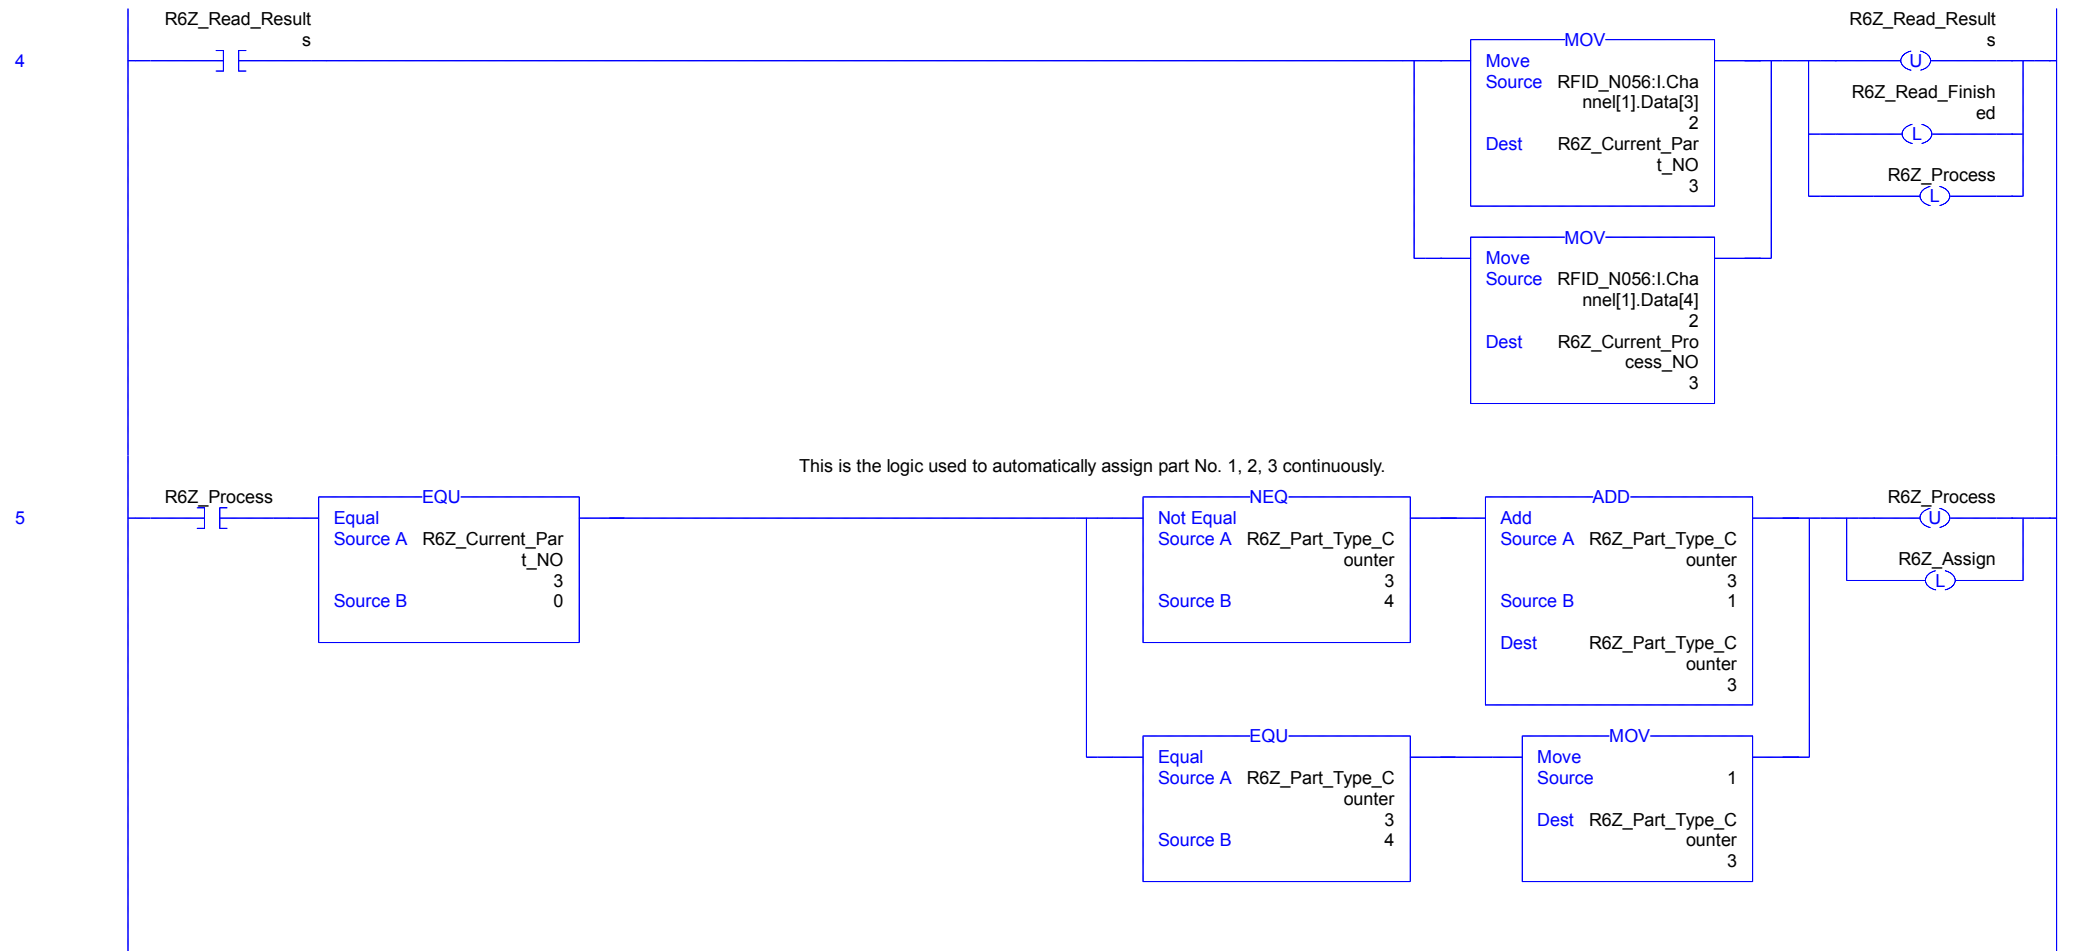 R6Z_Read_Result
s
R6Z_Read_Result
s
4
MOV
Move
Source RFID_N056:I.Cha
nnel[1].Data[3]
2
Dest R6Z_Current_Par
t_NO
3
U
R6Z_Read_Finish
ed
L
R6Z_Process
L
MOV
Move
Source RFID_N056:I.Cha
nnel[1].Data[4]
2
Dest R6Z_Current_Pro
cess_NO
3
This is the logic used to automatically assign part No. 1, 2, 3 continuously.
5
R6Z_Process
EQU
Equal
Source A R6Z_Current_Par
t_NO
3
Source B 0
NEQ
Not Equal
Source A R6Z_Part_Type_C
ounter
3
Source B 4
ADD
Add
Source A R6Z_Part_Type_C
ounter
3
Source B 1
Dest R6Z_Part_Type_C
ounter
3
R6Z_Process
U
R6Z_Assign
L
EQU
Equal
Source A R6Z_Part_Type_C
ounter
3
Source B 4
MOV
Move
Source 1
Dest R6Z_Part_Type_C
ounter
3